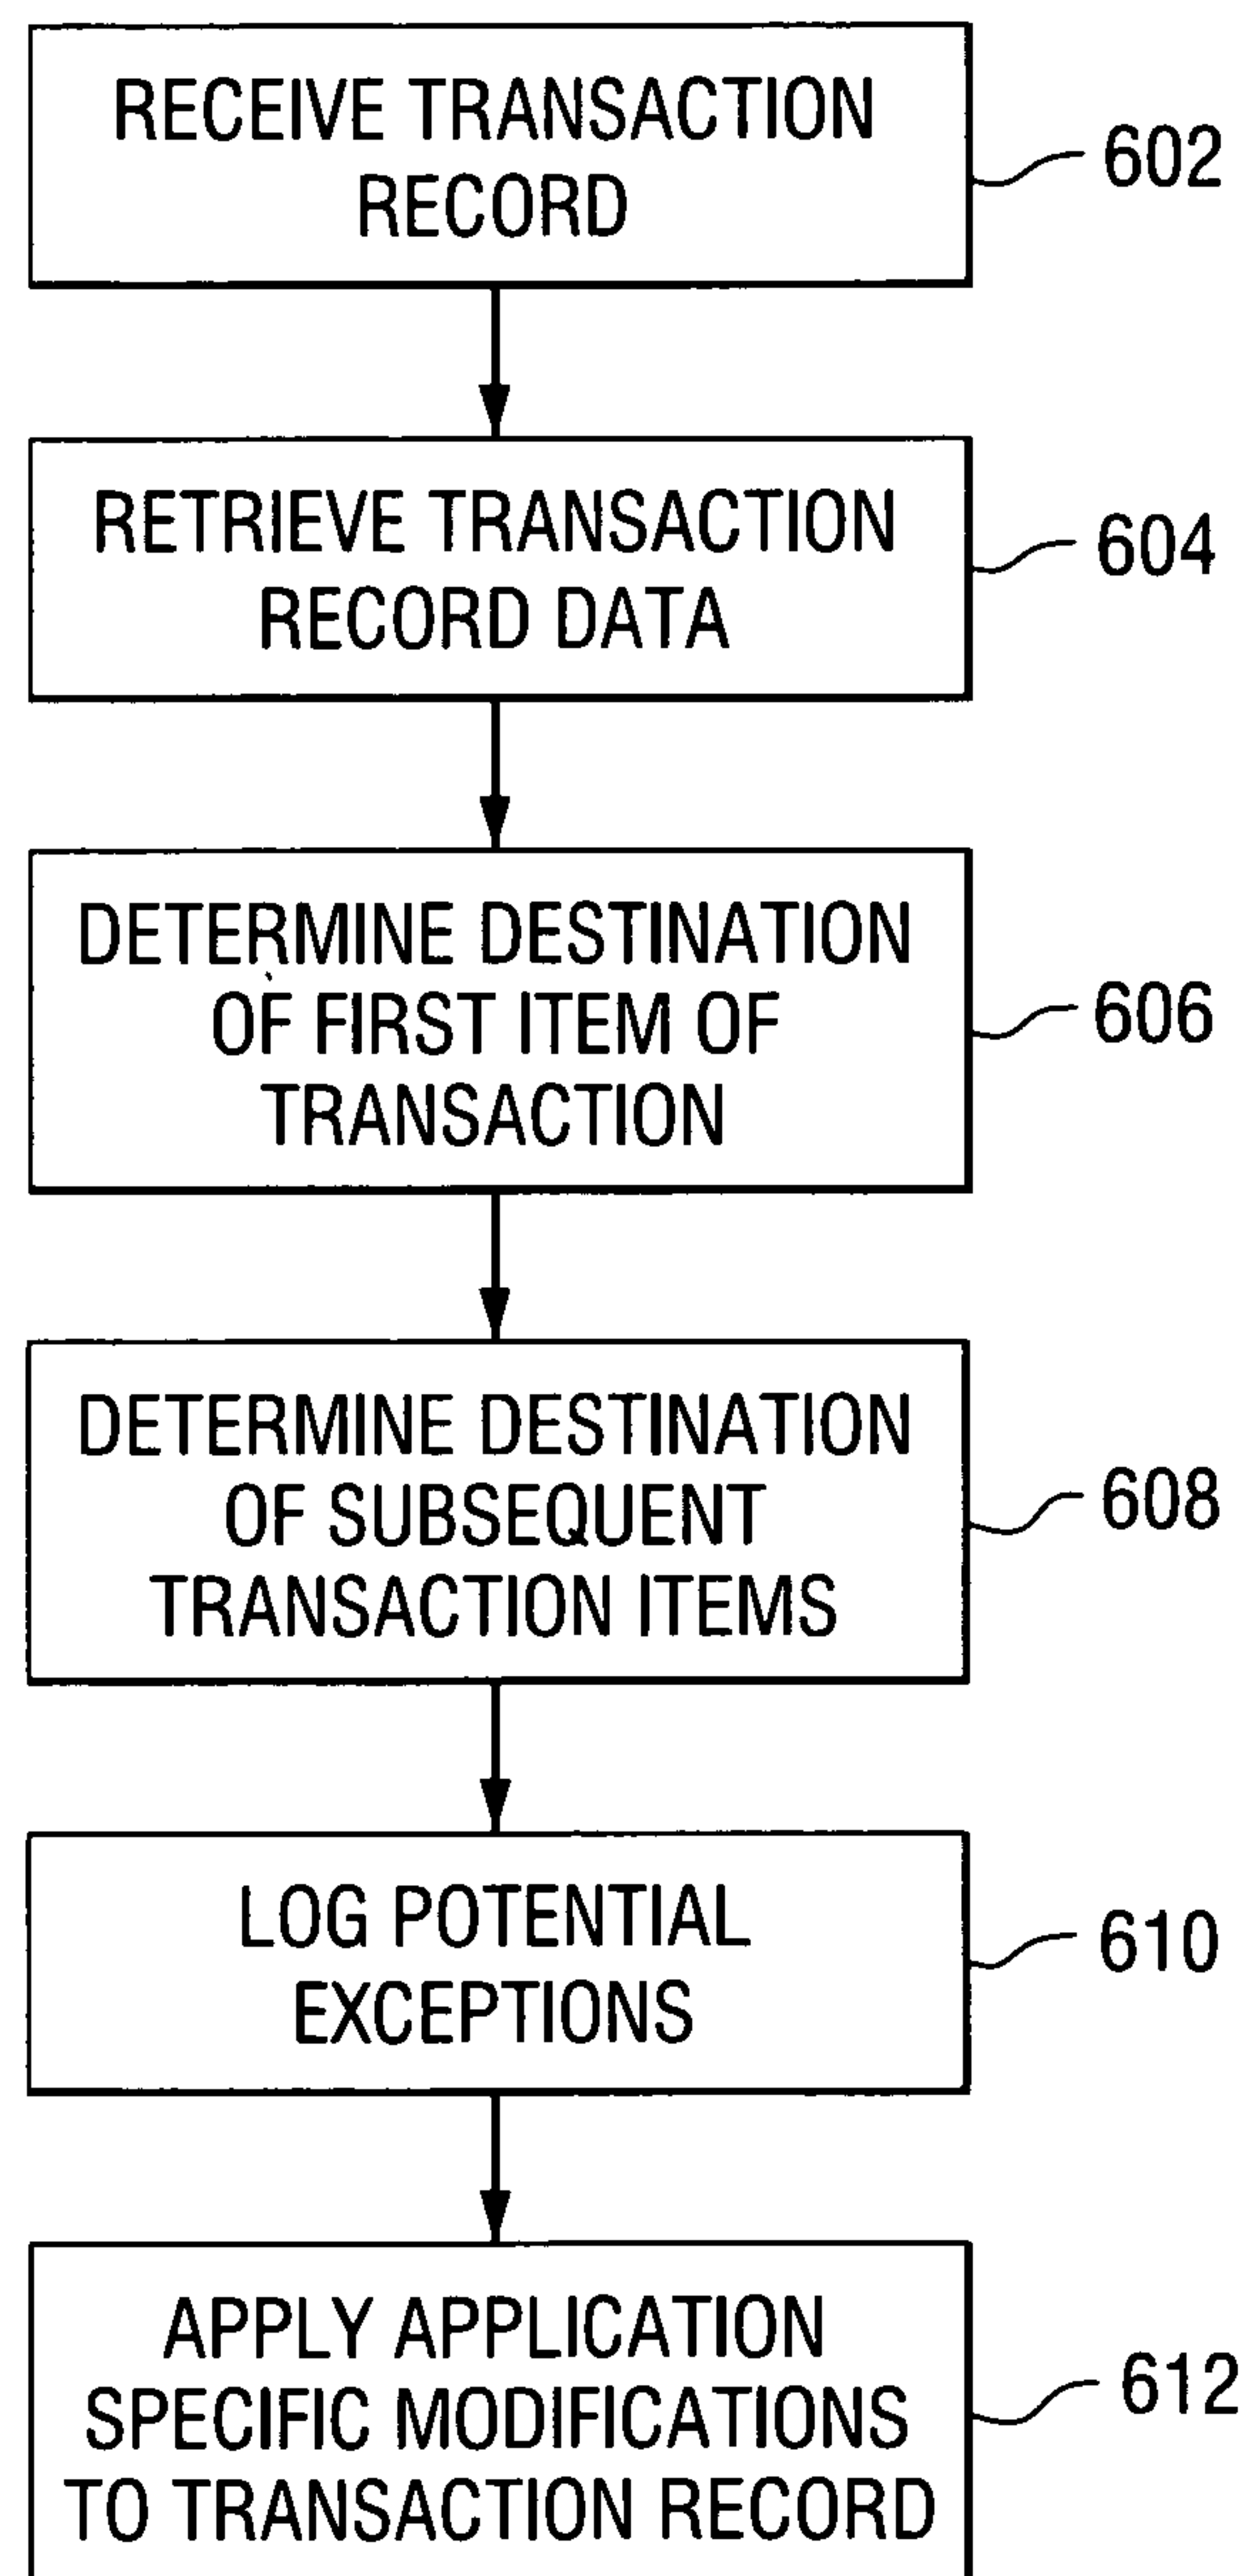 RECEIVE TRANSACTION
RECORD
602
RETRIEVE TRANSACTION
RECORD DATA
604
DETERMINE DESTINATION
OF FIRST ITEM OF
TRANSACTION
606
DETERMINE DESTINATION
OF SUBSEQUENT
TRANSACTION ITEMS
608
LOG POTENTIAL
EXCEPTIONS
610
APPLY APPLICATION
SPECIFIC MODIFICATIONS
TO TRANSACTION RECORD
612